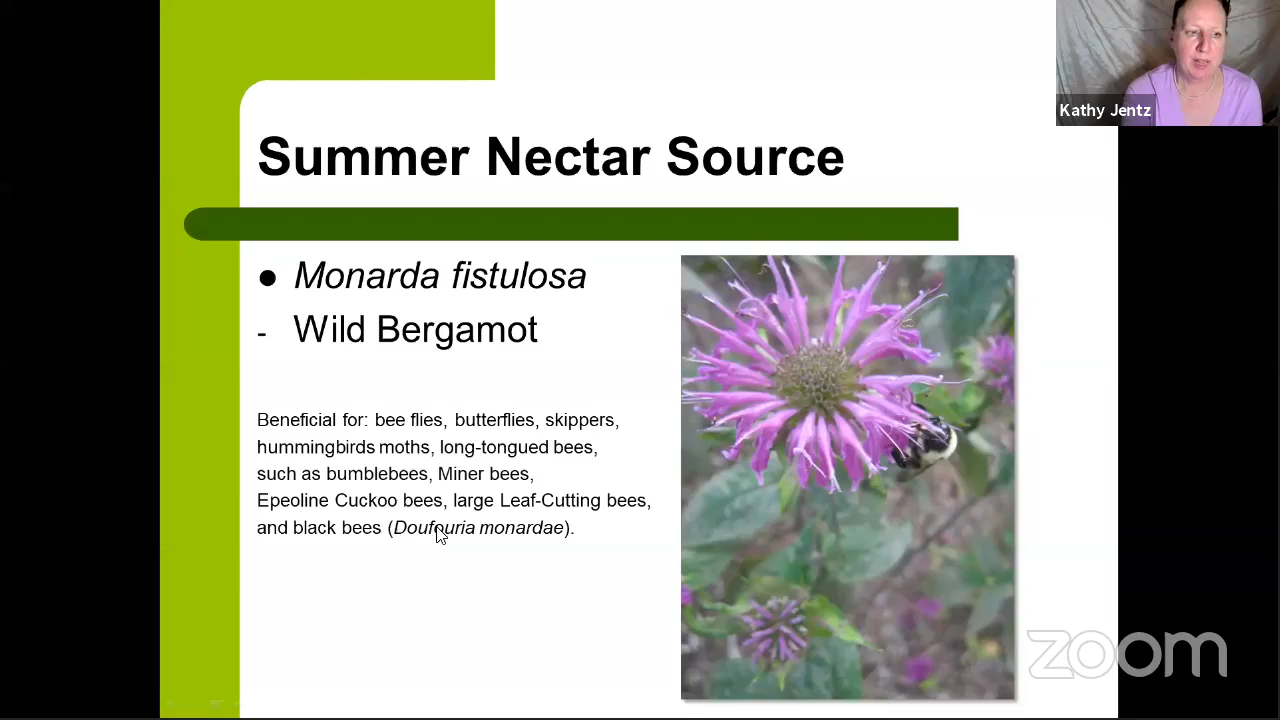 Kathy Jentz
Summer Nectar Source
● Monarda fistulosa
- Wild Bergamot
Beneficial for: bee flies, butterflies, skippers,
hummingbirds moths, long-tongued bees,
such as bumblebees, Miner bees,
Epeoline Cuckoo bees, large Leaf-Cutting bees,
and black bees (Doufouria monardae).
zoom